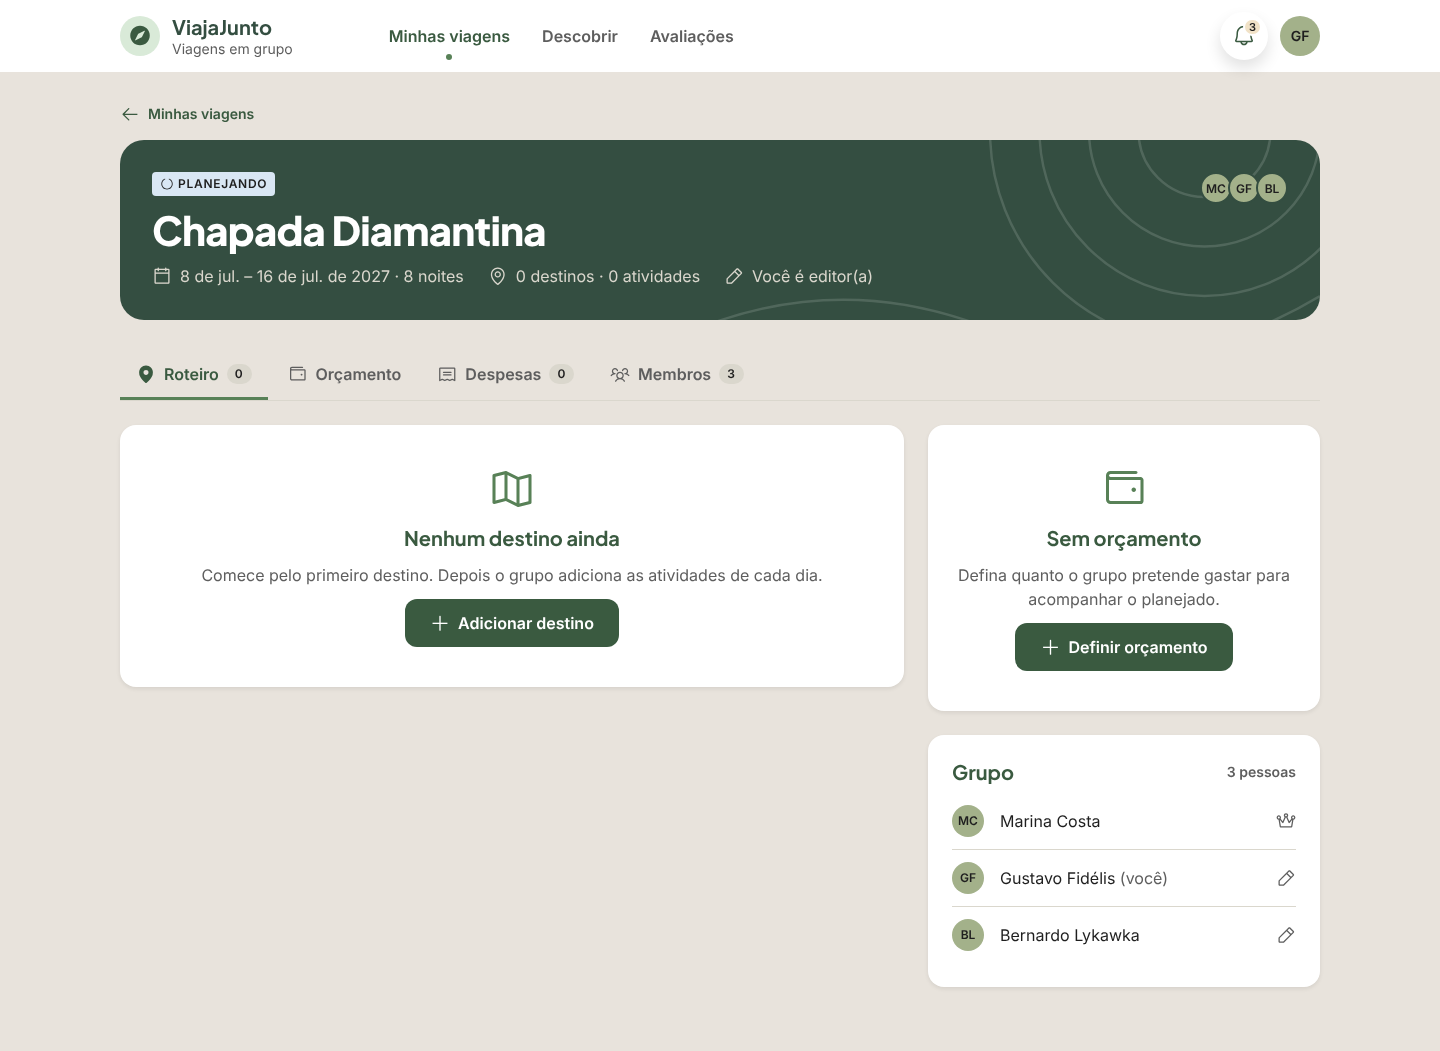 ViajaJunto
Viagens em grupo
Minhas viagens
Descobrir
Avaliações
3
GF
Minhas viagens
PLANEJANDO
MC
GF
BL
Chapada Diamantina
8 de jul. – 16 de jul. de 2027 · 8 noites
0 destinos · 0 atividades
Você é editor(a)
Roteiro 0
Orçamento
Despesas 0
Membros 3
Nenhum destino ainda
Comece pelo primeiro destino. Depois o grupo adiciona as atividades de cada dia.
Adicionar destino
Sem orçamento
Defina quanto o grupo pretende gastar para
acompanhar o planejado.
Definir orçamento
Grupo
3 pessoas
MC
Marina Costa
GF
Gustavo Fidélis (você)
BL
Bernardo Lykawka